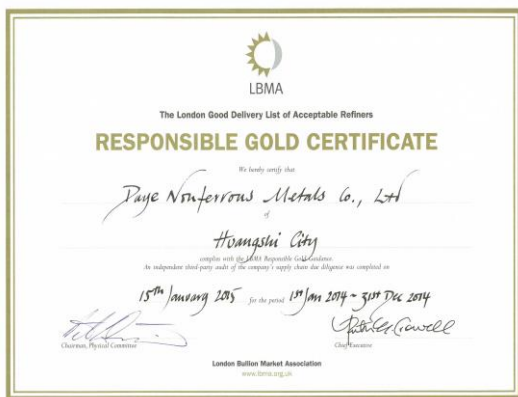 LBMA
The London Good Delivery List of Acceptable Refiners
RESPONSIBLE GOLD CERTIFICATE
We hereby certify that
Daye Nonferrous Metals Co., Ltd
of
Huangshi City
complies with the LBMA Responsible Gold Guidance.
An independent third-party audit of the company's supply chain due diligence was completed on
15th January 2015 for the period 1st Jan 2014 ~ 31st Dec 2014
Chairman, Physical Committee Chief Executive
London Bullion Market Association
www.lbma.org.uk